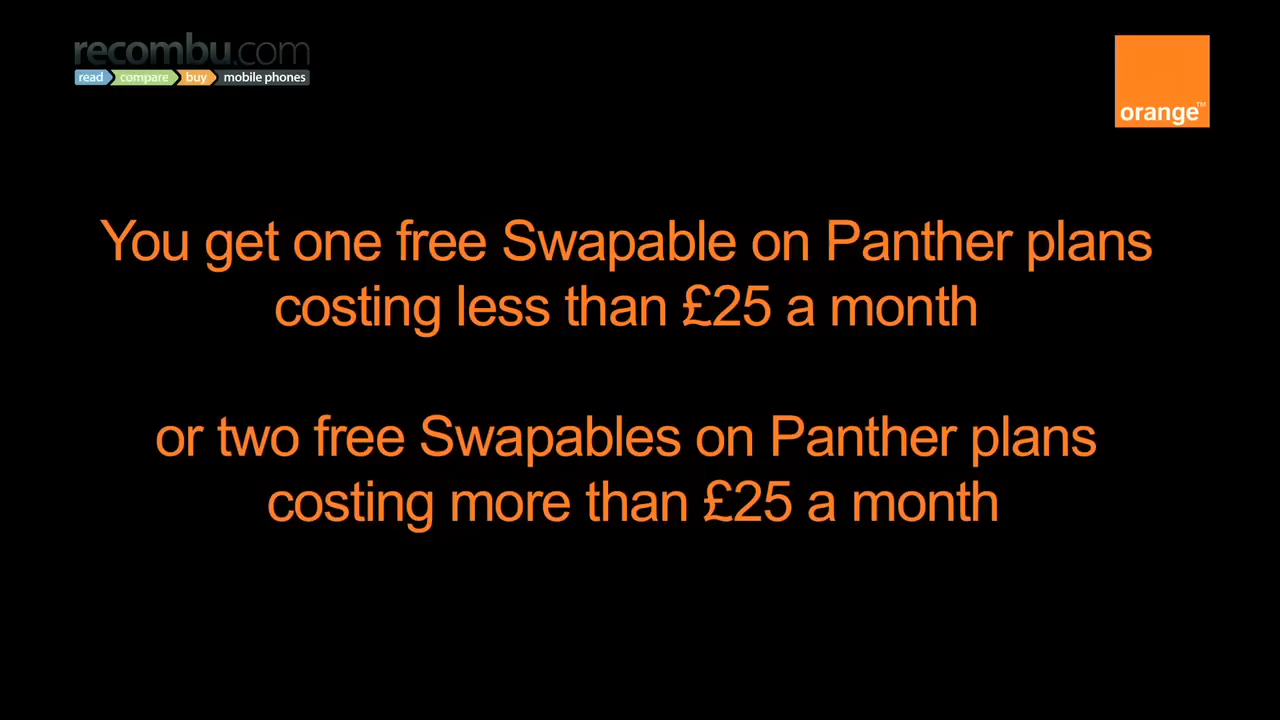 recombu.com
read compare buy mobile phones
orange™
You get one free Swapable on Panther plans
costing less than £25 a month
or two free Swapables on Panther plans
costing more than £25 a month